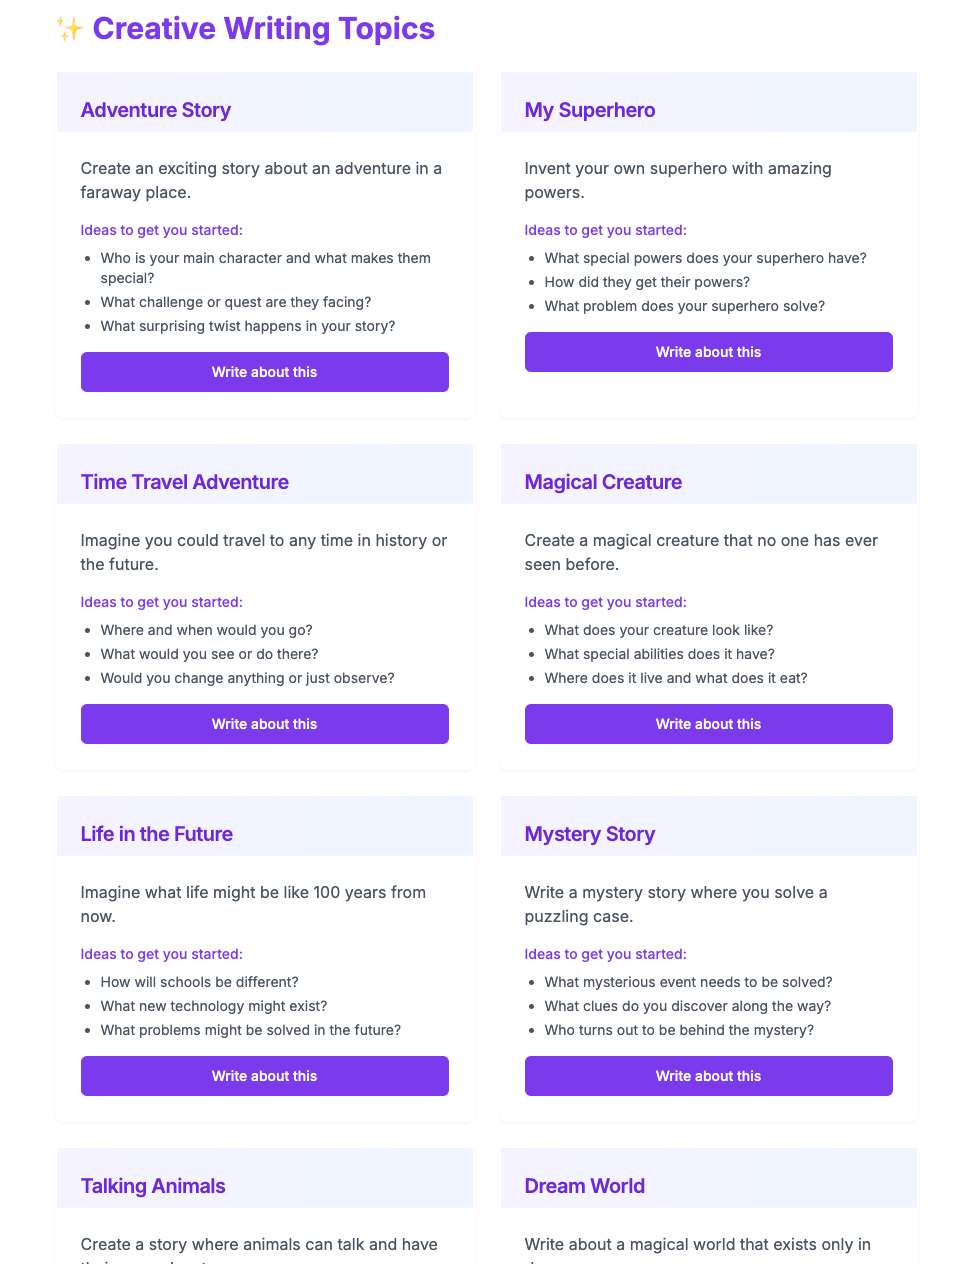 ✨ Creative Writing Topics
Adventure Story
Create an exciting story about an adventure in a
faraway place.
Ideas to get you started:
• Who is your main character and what makes them
special?
• What challenge or quest are they facing?
• What surprising twist happens in your story?
Write about this
My Superhero
Invent your own superhero with amazing
powers.
Ideas to get you started:
• What special powers does your superhero have?
• How did they get their powers?
• What problem does your superhero solve?
Write about this
Time Travel Adventure
Imagine you could travel to any time in history or
the future.
Ideas to get you started:
• Where and when would you go?
• What would you see or do there?
• Would you change anything or just observe?
Write about this
Magical Creature
Create a magical creature that no one has ever
seen before.
Ideas to get you started:
• What does your creature look like?
• What special abilities does it have?
• Where does it live and what does it eat?
Write about this
Life in the Future
Imagine what life might be like 100 years from
now.
Ideas to get you started:
• How will schools be different?
• What new technology might exist?
• What problems might be solved in the future?
Write about this
Mystery Story
Write a mystery story where you solve a
puzzling case.
Ideas to get you started:
• What mysterious event needs to be solved?
• What clues do you discover along the way?
• Who turns out to be behind the mystery?
Write about this
Talking Animals
Create a story where animals can talk and have
Dream World
Write about a magical world that exists only in